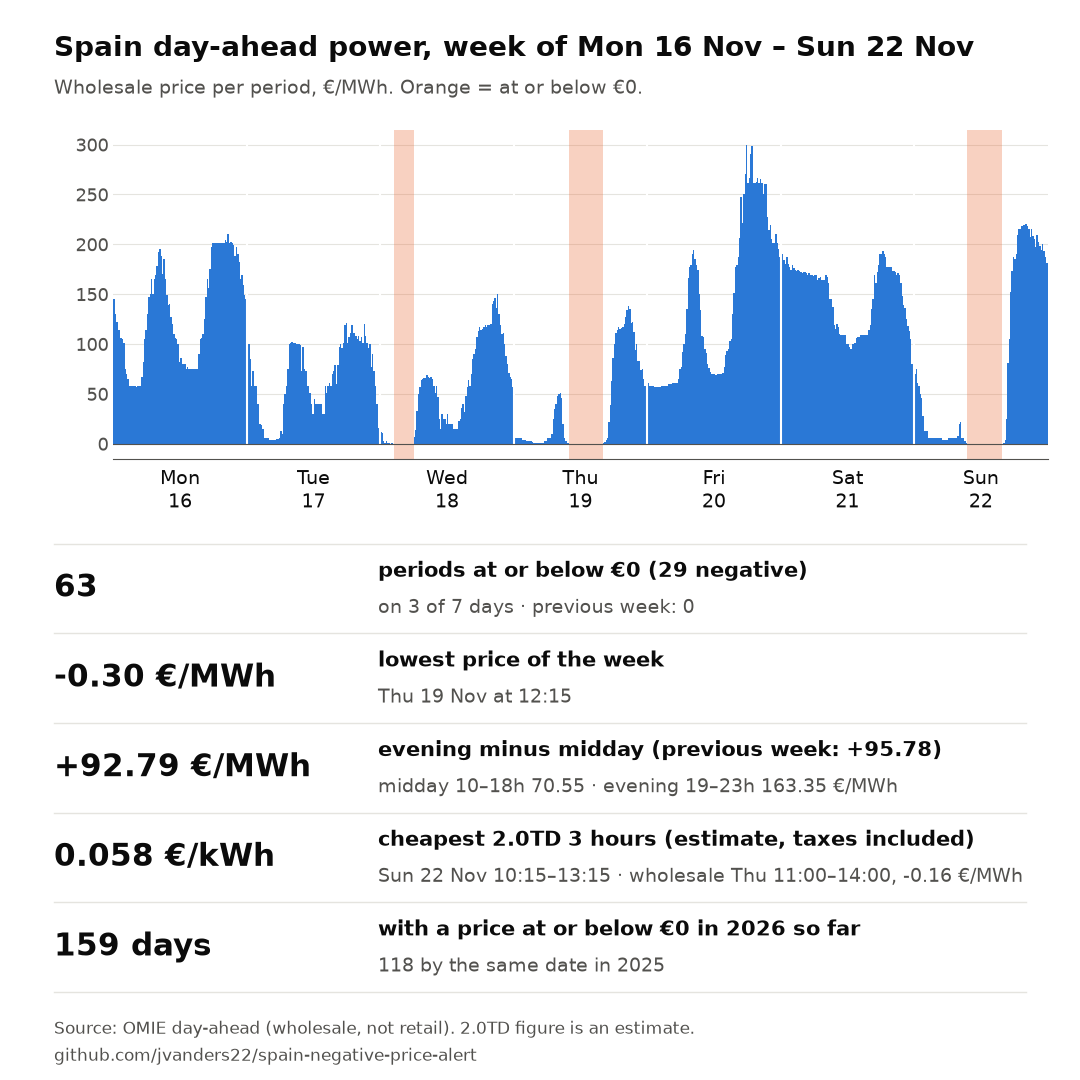 Spain day-ahead power, week of Mon 16 Nov – Sun 22 Nov
Wholesale price per period, €/MWh. Orange = at or below €0.
300
250
200
150
100
50
0
Mon Tue Wed Thu Fri Sat Sun
16 17 18 19 20 21 22
63
periods at or below €0 (29 negative)
on 3 of 7 days · previous week: 0
-0.30 €/MWh
lowest price of the week
Thu 19 Nov at 12:15
+92.79 €/MWh
evening minus midday (previous week: +95.78)
midday 10–18h 70.55 · evening 19–23h 163.35 €/MWh
0.058 €/kWh
cheapest 2.0TD 3 hours (estimate, taxes included)
Sun 22 Nov 10:15–13:15 · wholesale Thu 11:00–14:00, -0.16 €/MWh
159 days
with a price at or below €0 in 2026 so far
118 by the same date in 2025
Source: OMIE day-ahead (wholesale, not retail). 2.0TD figure is an estimate.
github.com/jvanders22/spain-negative-price-alert